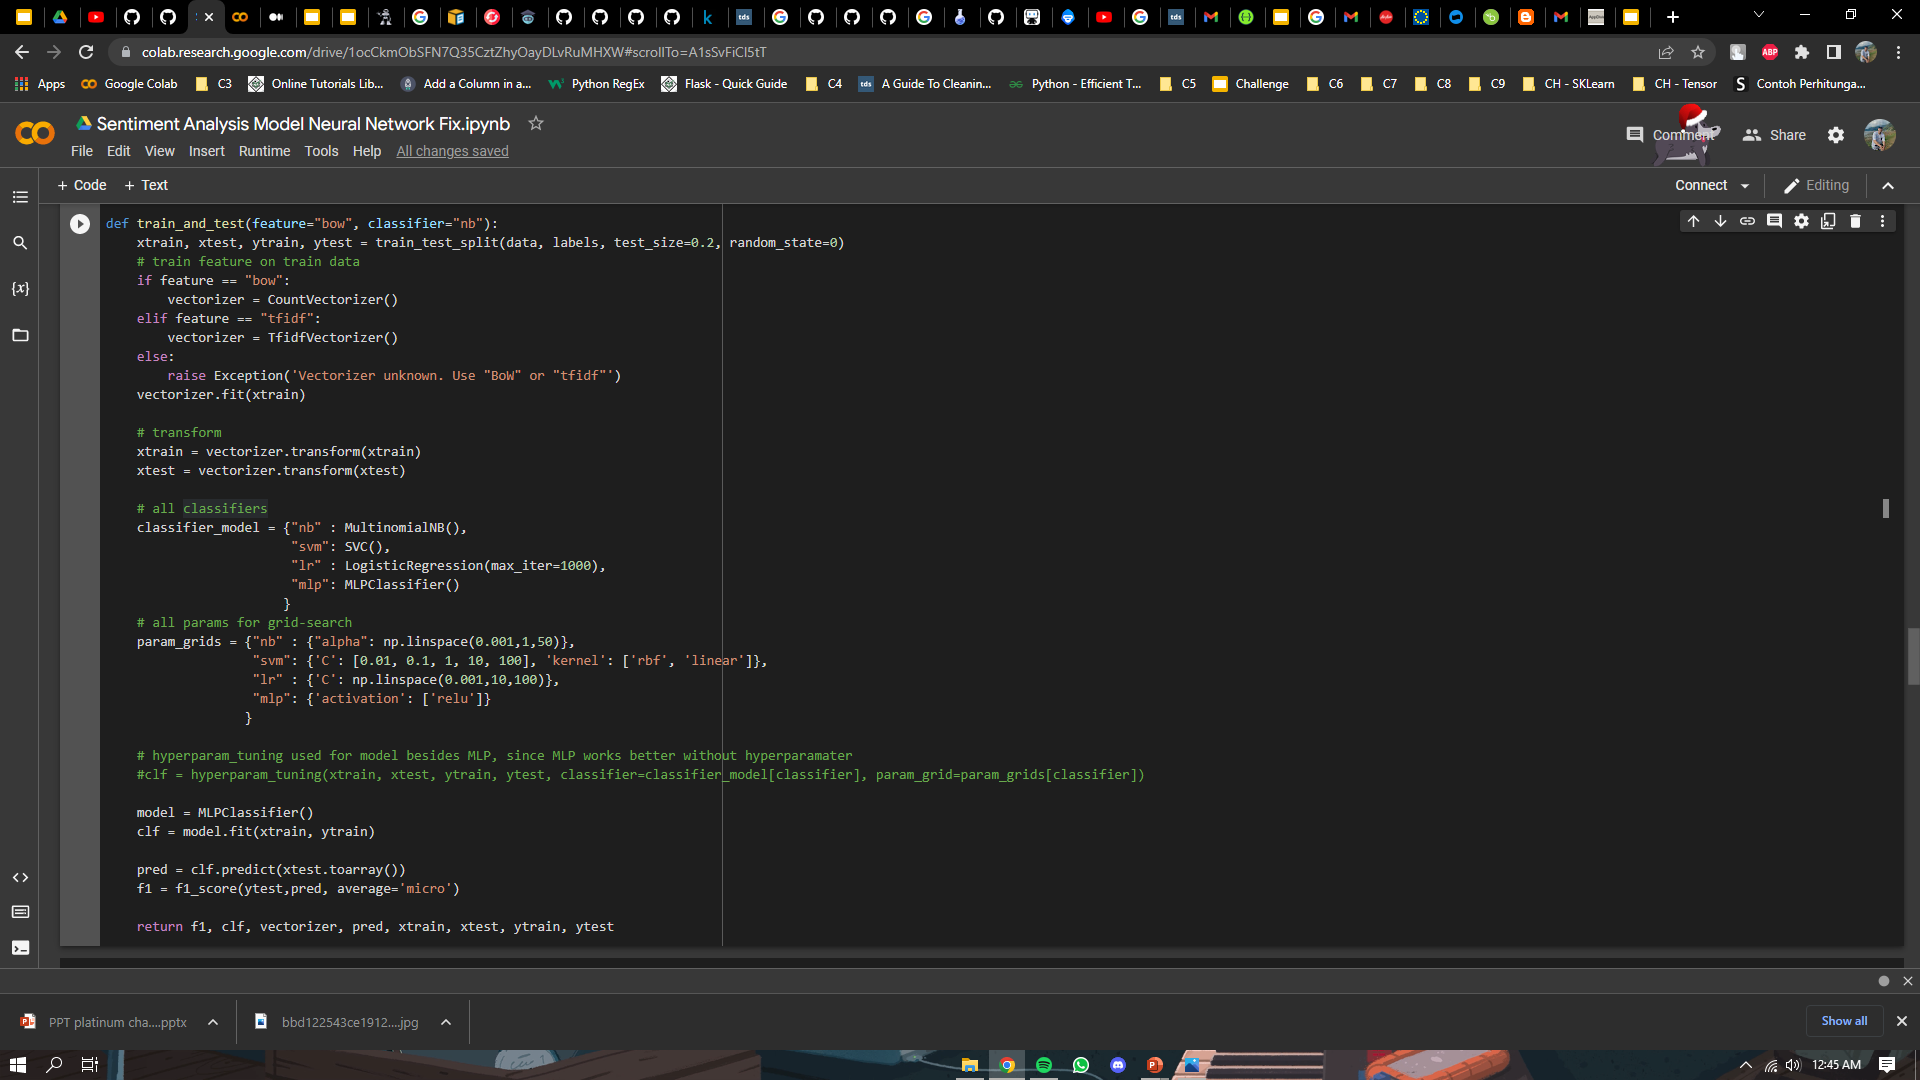 colab.research.google.com/drive/1ocCkmObSFN7Q35CztZhyOayDLvRuMHXW#scrollTo=A1sSvFiCI5tT
ABP
Apps
Google Colab
C3
Online Tutorials Lib...
Add a Column in a...
Python RegEx
Flask - Quick Guide
C4
tds
A Guide To Cleanin...
Python - Efficient T...
C5
Challenge
C6
C7
C8
C9
CH - SKLearn
CH - Tensor
S
Contoh Perhitunga...
Sentiment Analysis Model Neural Network Fix.ipynb
Comment
Share
File Edit View Insert Runtime Tools Help All changes saved
+ Code + Text
Connect
Editing
def train_and_test(feature="bow", classifier="nb"):
    xtrain, xtest, ytrain, ytest = train_test_split(data, labels, test_size=0.2, random_state=0)
    # train feature on train data
    if feature == "bow":
        vectorizer = CountVectorizer()
    elif feature == "tfidf":
        vectorizer = TfidfVectorizer()
    else:
        raise Exception('Vectorizer unknown. Use "BoW" or "tfidf"')
    vectorizer.fit(xtrain)
    # transform
    xtrain = vectorizer.transform(xtrain)
    xtest = vectorizer.transform(xtest)
    # all classifiers
    classifier_model = {"nb" : MultinomialNB(),
                        "svm": SVC(),
                        "lr" : LogisticRegression(max_iter=1000),
                        "mlp": MLPClassifier()
                       }
    # all params for grid-search
    param_grids = {"nb" : {"alpha": np.linspace(0.001,1,50)},
                   "svm": {'C': [0.01, 0.1, 1, 10, 100], 'kernel': ['rbf', 'linear']},
                   "lr" : {'C': np.linspace(0.001,10,100)},
                   "mlp": {'activation': ['relu']}
                  }
    # hyperparam_tuning used for model besides MLP, since MLP works better without hyperparamater
    #clf = hyperparam_tuning(xtrain, xtest, ytrain, ytest, classifier=classifier_model[classifier], param_grid=param_grids[classifier])
    model = MLPClassifier()
    clf = model.fit(xtrain, ytrain)
    pred = clf.predict(xtest.toarray())
    f1 = f1_score(ytest,pred, average='micro')
    return f1, clf, vectorizer, pred, xtrain, xtest, ytrain, ytest
PPT platinum cha....pptx
bbd122543ce1912....jpg
Show all
12:45 AM